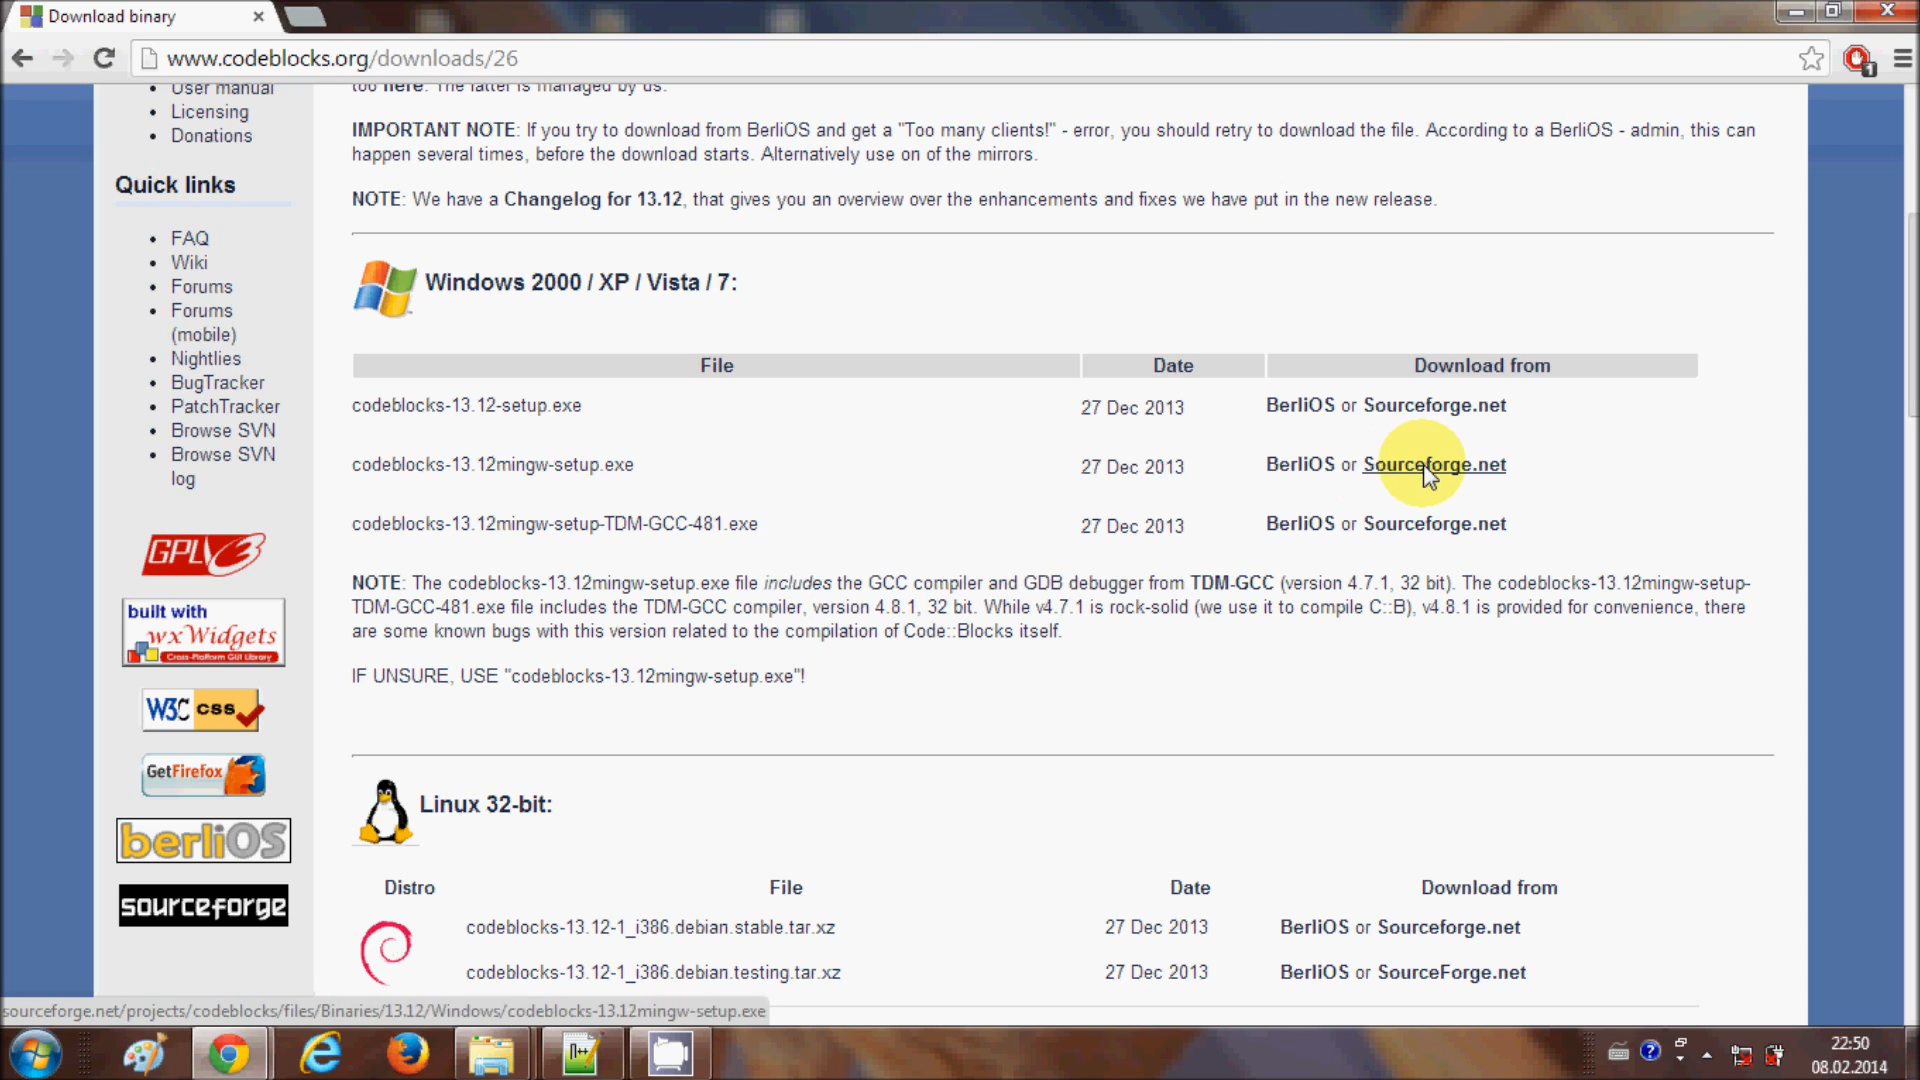 Download binary
www.codeblocks.org/downloads/26
1
User manual
Licensing
Donations
Quick links
FAQ
Wiki
Forums
Forums
(mobile)
Nightlies
BugTracker
PatchTracker
Browse SVN
Browse SVN
log
GPLv3
built with
wxWidgets
Cross-Platform GUI Library
W3C css
GetFirefox
berliOS
sourceforge
too here. The latter is managed by us.
IMPORTANT NOTE: If you try to download from BerliOS and get a "Too many clients!" - error, you should retry to download the file. According to a BerliOS - admin, this can
happen several times, before the download starts. Alternatively use on of the mirrors.
NOTE: We have a Changelog for 13.12, that gives you an overview over the enhancements and fixes we have put in the new release.
Windows 2000 / XP / Vista / 7:
File Date Download from
codeblocks-13.12-setup.exe 27 Dec 2013 BerliOS or Sourceforge.net
codeblocks-13.12mingw-setup.exe 27 Dec 2013 BerliOS or Sourceforge.net
codeblocks-13.12mingw-setup-TDM-GCC-481.exe 27 Dec 2013 BerliOS or Sourceforge.net
NOTE: The codeblocks-13.12mingw-setup.exe file includes the GCC compiler and GDB debugger from TDM-GCC (version 4.7.1, 32 bit). The codeblocks-13.12mingw-setup-
TDM-GCC-481.exe file includes the TDM-GCC compiler, version 4.8.1, 32 bit. While v4.7.1 is rock-solid (we use it to compile C::B), v4.8.1 is provided for convenience, there
are some known bugs with this version related to the compilation of Code::Blocks itself.
IF UNSURE, USE "codeblocks-13.12mingw-setup.exe"!
Linux 32-bit:
Distro File Date Download from
codeblocks-13.12-1_i386.debian.stable.tar.xz 27 Dec 2013 BerliOS or Sourceforge.net
codeblocks-13.12-1_i386.debian.testing.tar.xz 27 Dec 2013 BerliOS or SourceForge.net
sourceforge.net/projects/codeblocks/files/Binaries/13.12/Windows/codeblocks-13.12mingw-setup.exe
22:50
08.02.2014